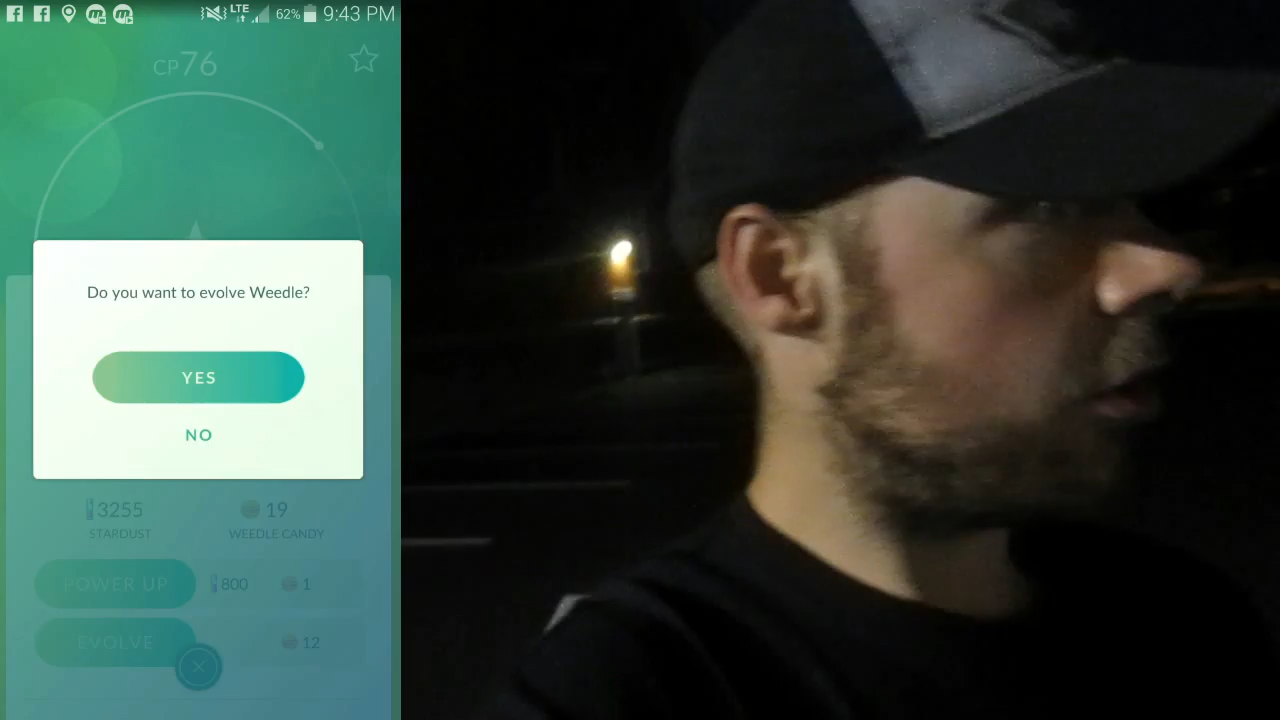 LTE 62% 9:43 PM
CP76
Do you want to evolve Weedle?
YES
NO
3255 19
STARDUST WEEDLE CANDY
POWER UP 800 1
EVOLVE 12